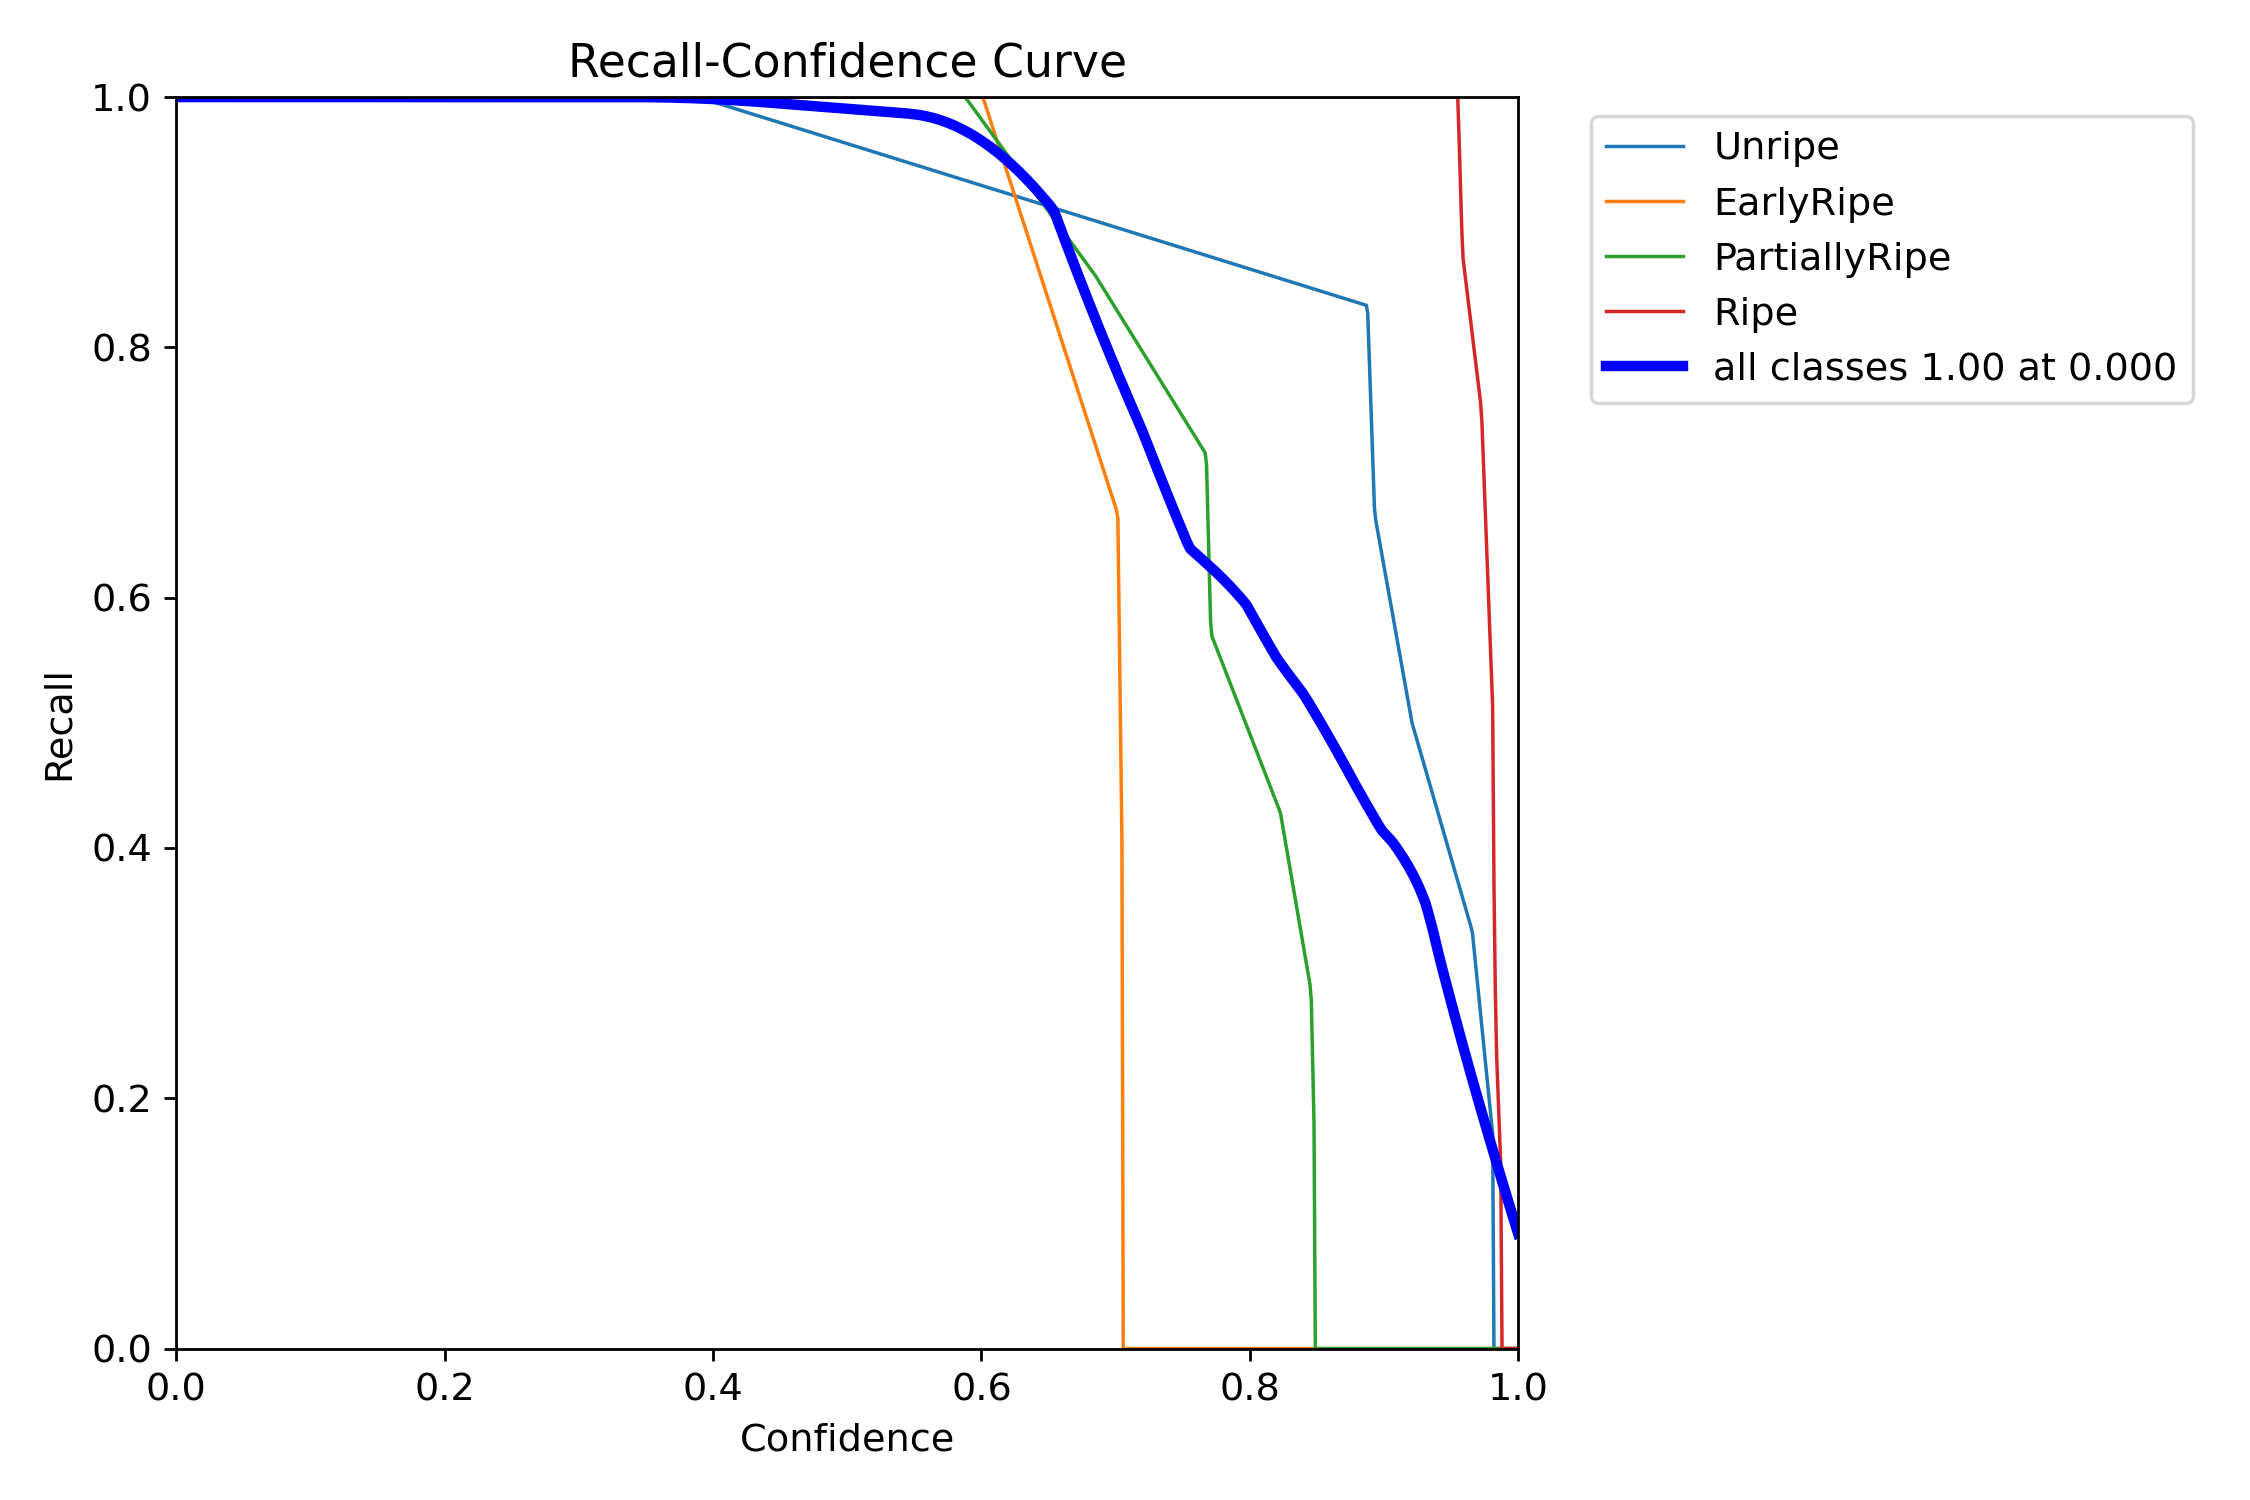 Recall-Confidence Curve
1.0
0.8
0.6
0.4
0.2
0.0
Recall
0.0 0.2 0.4 0.6 0.8 1.0
Confidence
Unripe
EarlyRipe
PartiallyRipe
Ripe
all classes 1.00 at 0.000